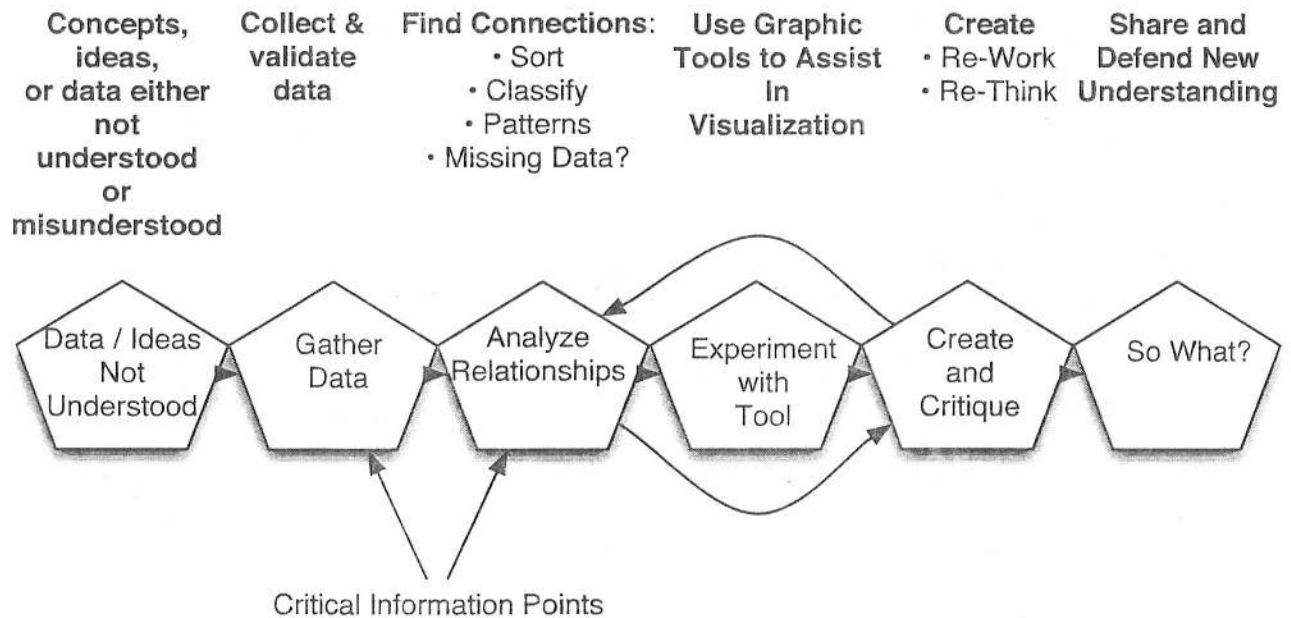 Concepts,
ideas,
or data either
not
understood
or
misunderstood
Collect &
validate
data
Find Connections:
• Sort
• Classify
• Patterns
• Missing Data?
Use Graphic
Tools to Assist
in
Visualization
Create
• Re-Work
• Re-Think
Share and
Defend New
Understanding
Data / Ideas
Not
Understood
Gather
Data
Analyze
Relationships
Experiment
with
Tool
Create
and
Critique
So What?
Critical Information Points